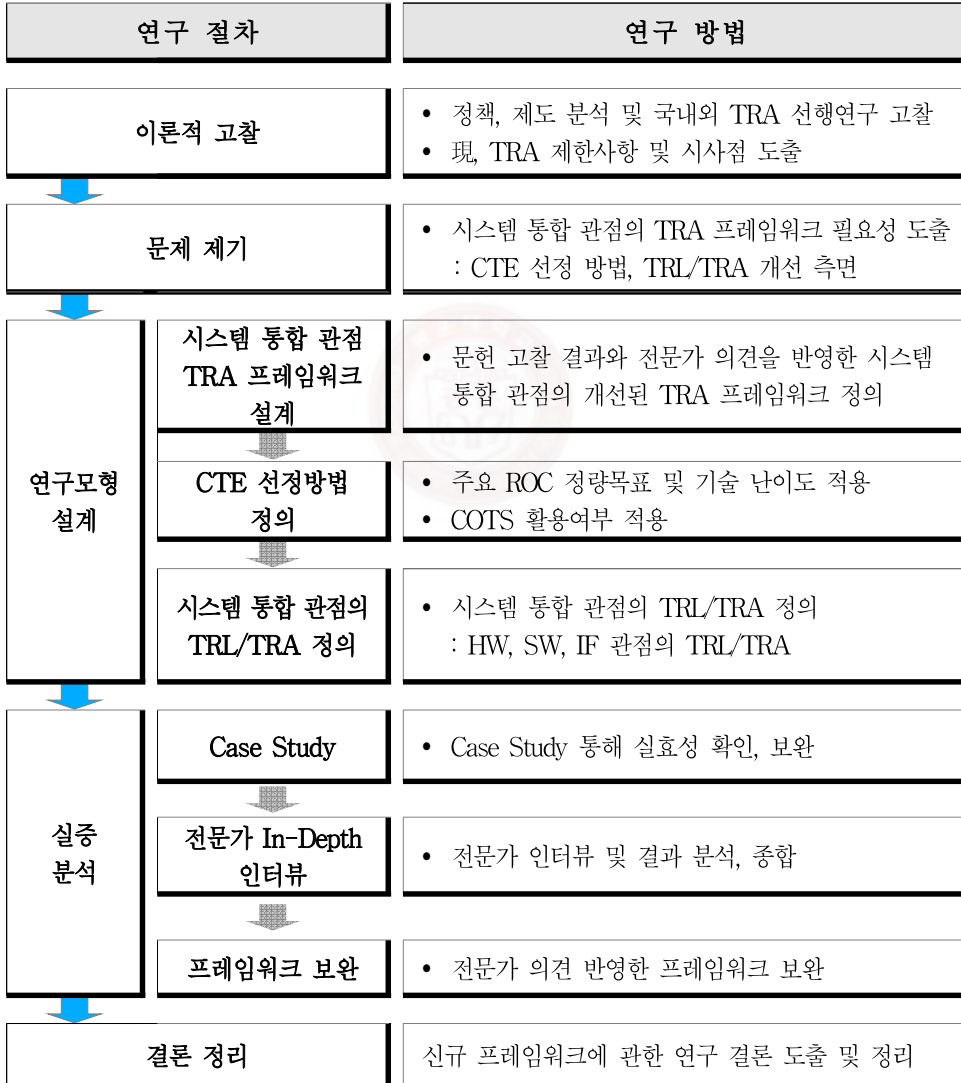 연구 절차
연구 방법
이론적 고찰
• 정책, 제도 분석 및 국내외 TRA 선행연구 고찰
• 現, TRA 제한사항 및 시사점 도출
문제 제기
• 시스템 통합 관점의 TRA 프레임워크 필요성 도출
: CTE 선정 방법, TRL/TRA 개선 측면
연구모형
설계
시스템 통합 관점
TRA 프레임워크
설계
• 문헌 고찰 결과와 전문가 의견을 반영한 시스템
통합 관점의 개선된 TRA 프레임워크 정의
CTE 선정방법
정의
• 주요 ROC 정량목표 및 기술 난이도 적용
• COTS 활용여부 적용
시스템 통합 관점의
TRL/TRA 정의
• 시스템 통합 관점의 TRL/TRA 정의
: HW, SW, IF 관점의 TRL/TRA
실증
분석
Case Study
• Case Study 통해 실효성 확인, 보완
전문가 In-Depth
인터뷰
• 전문가 인터뷰 및 결과 분석, 종합
프레임워크 보완
• 전문가 의견 반영한 프레임워크 보완
결론 정리
신규 프레임워크에 관한 연구 결론 도출 및 정리